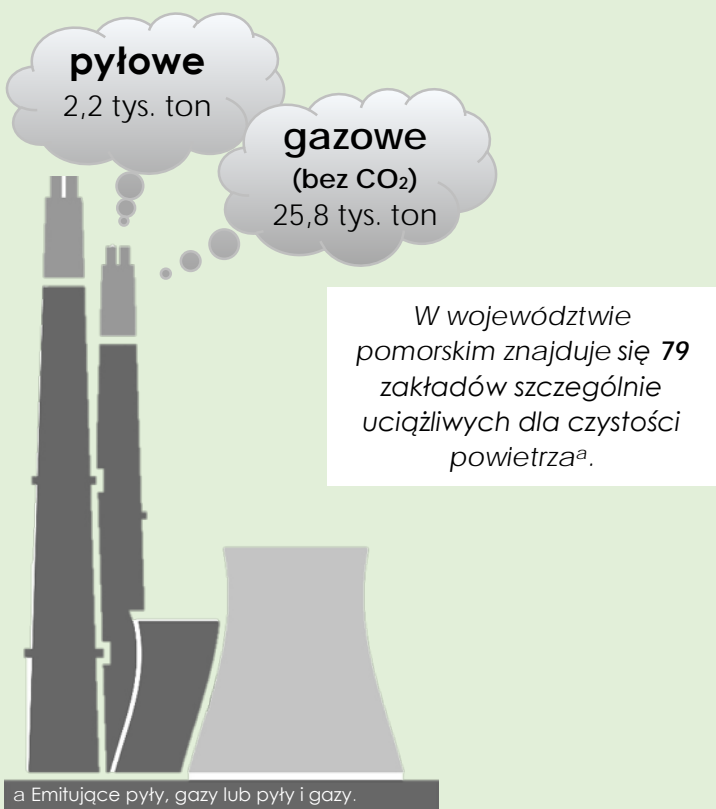 pyłowe
2,2 tys. ton
gazowe
(bez CO₂)
25,8 tys. ton
W województwie
pomorskim znajduje się 79
zakładów szczególnie
uciążliwych dla czystości
powietrzaᵃ.
a Emitujące pyły, gazy lub pyły i gazy.